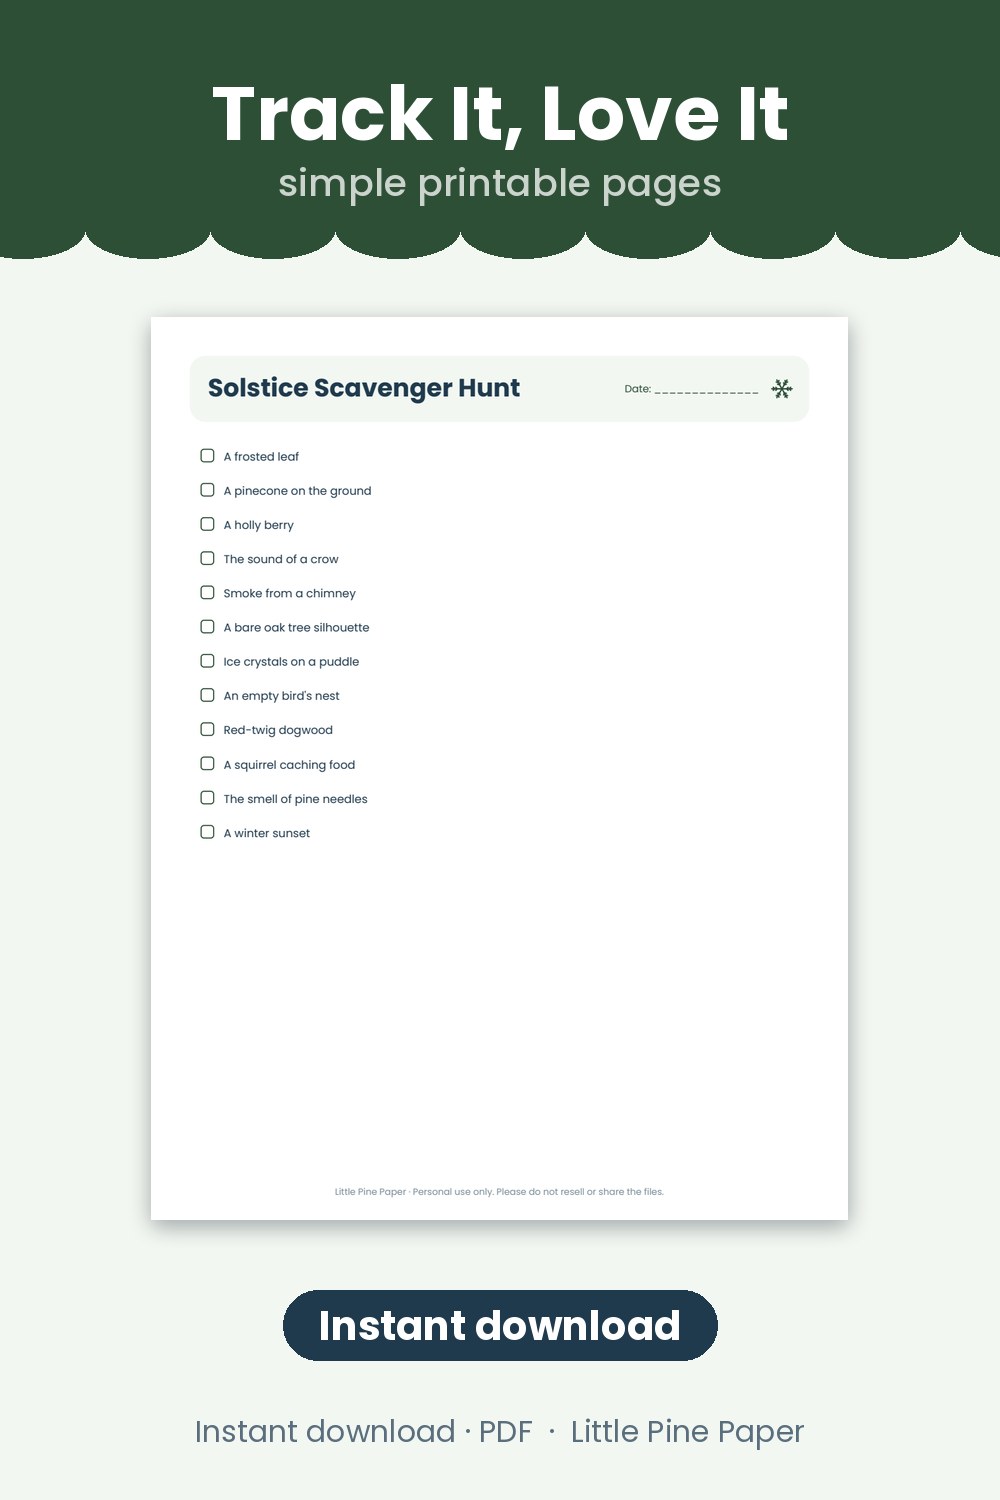 Track It, Love It
simple printable pages
Solstice Scavenger Hunt
Date: ______________
A frosted leaf
A pinecone on the ground
A holly berry
The sound of a crow
Smoke from a chimney
A bare oak tree silhouette
Ice crystals on a puddle
An empty bird's nest
Red-twig dogwood
A squirrel caching food
The smell of pine needles
A winter sunset
Little Pine Paper · Personal use only. Please do not resell or share the files.
Instant download
Instant download · PDF · Little Pine Paper